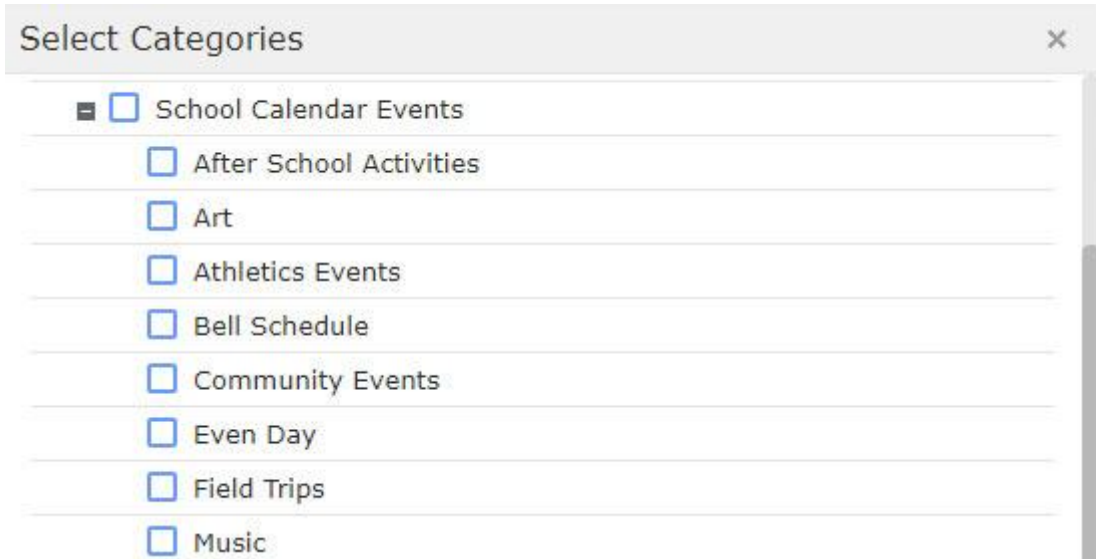 Select Categories
School Calendar Events
After School Activities
Art
Athletics Events
Bell Schedule
Community Events
Even Day
Field Trips
Music